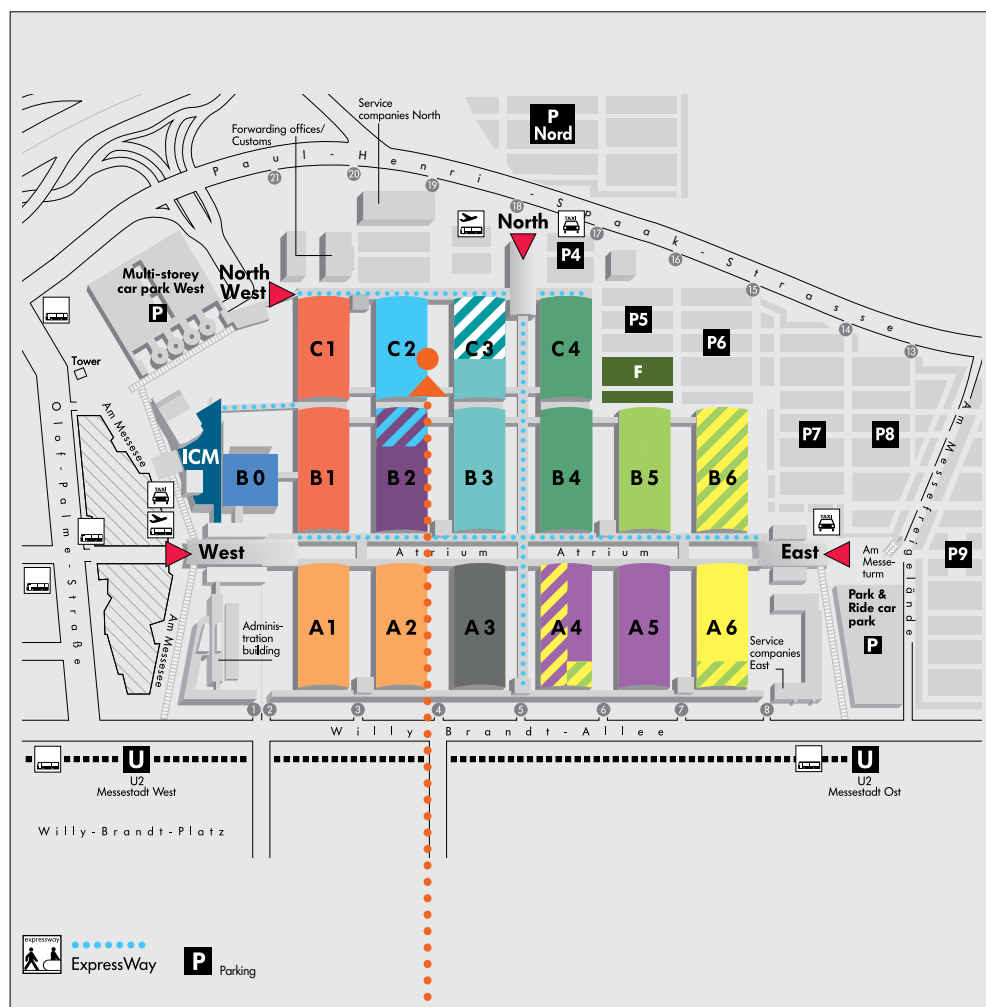 P
Nord
Service
companies North
Forwarding offices/
Customs
Paul-Henri-Spaak-Strasse
21
20
19
18
17
16
15
14
13
North
TAXI
P4
Multi-storey
car park West
P
North
West
Tower
C1
C2
C3
C4
P5
P6
F
P7
P8
Am Messesee
Olof-Palme-Straße
ICM
B0
B1
B2
B3
B4
B5
B6
TAXI
TAXI
West
Atrium
Atrium
East
Am
Messe-
turm
Am Messefreigelände
P9
Am Messesee
Adminis-
tration
building
A1
A2
A3
A4
A5
A6
Service
companies
East
Park &
Ride car
park
P
1
2
3
4
5
6
7
8
Willy-Brandt-Allee
U
U2
Messestadt West
U
U2
Messestadt Ost
Willy-Brandt-Platz
expressway
ExpressWay
P
Parking